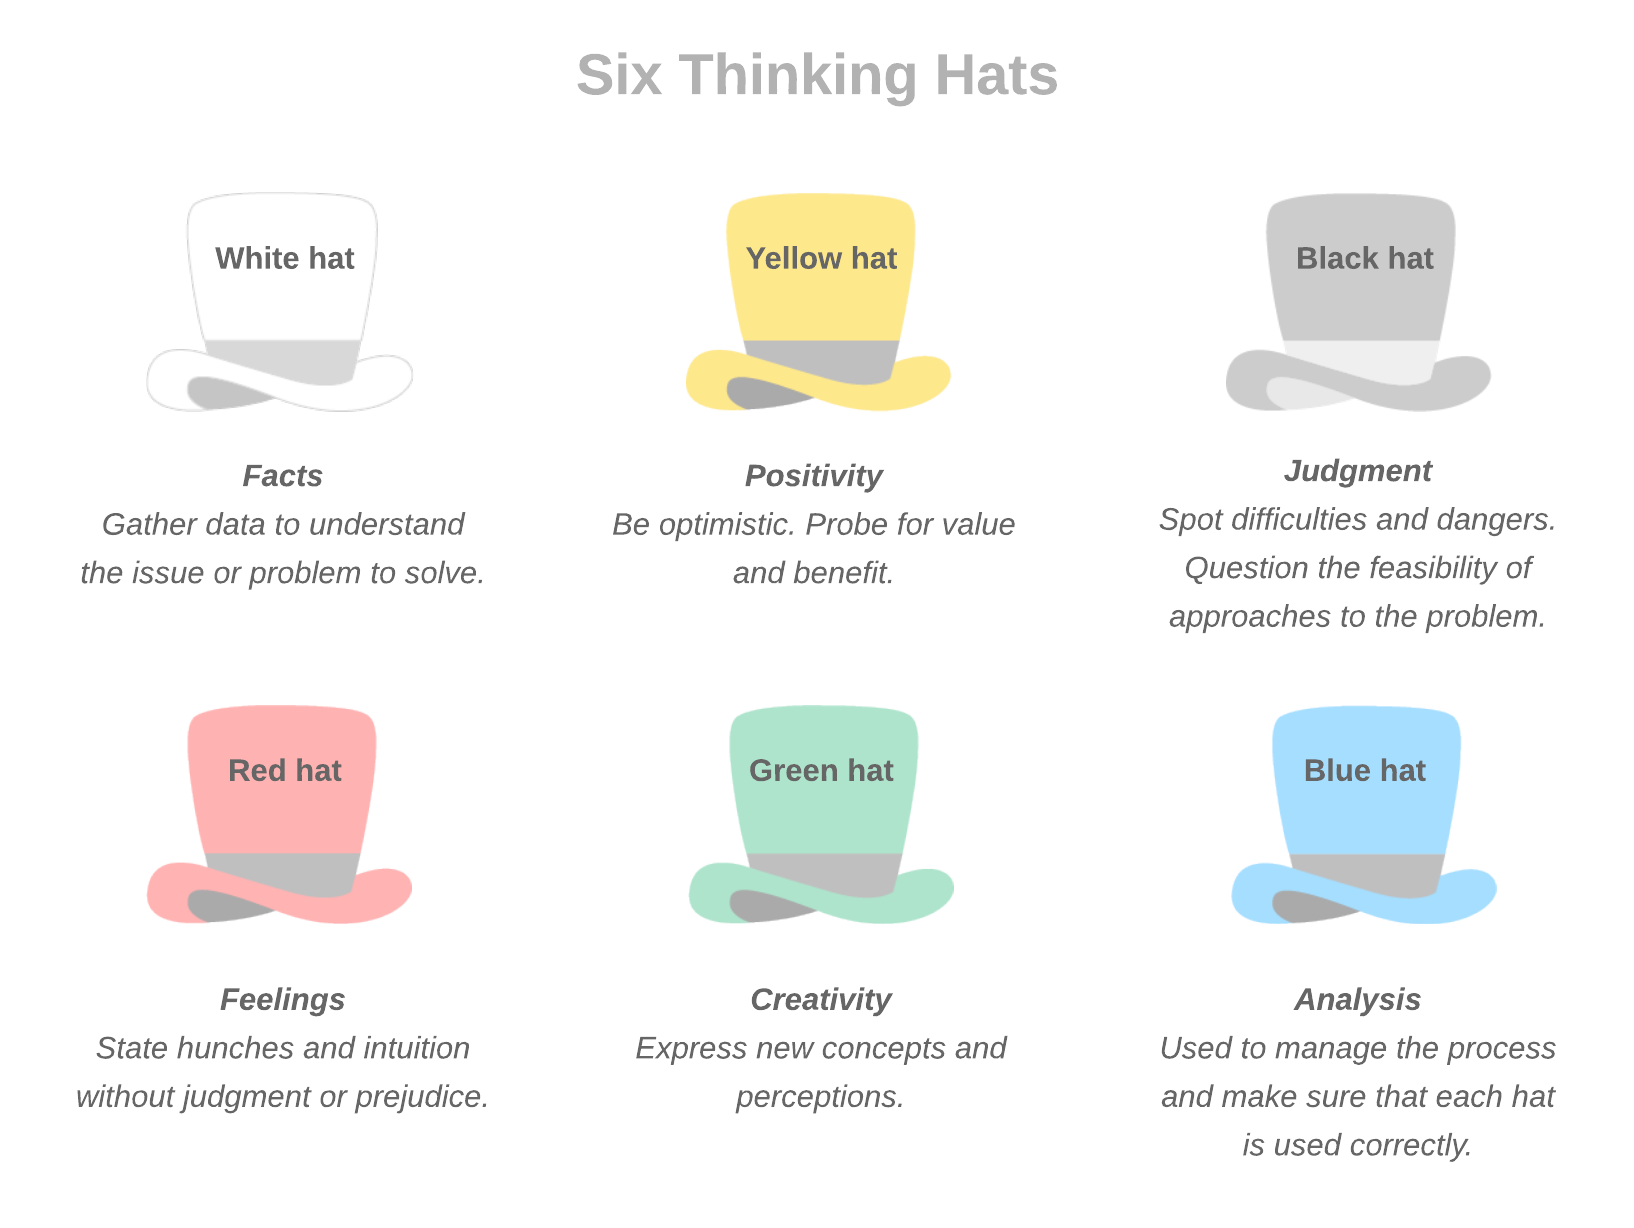 Six Thinking Hats
White hat
Facts
Gather data to understand
the issue or problem to solve.
Yellow hat
Positivity
Be optimistic. Probe for value
and benefit.
Black hat
Judgment
Spot difficulties and dangers.
Question the feasibility of
approaches to the problem.
Red hat
Feelings
State hunches and intuition
without judgment or prejudice.
Green hat
Creativity
Express new concepts and
perceptions.
Blue hat
Analysis
Used to manage the process
and make sure that each hat
is used correctly.